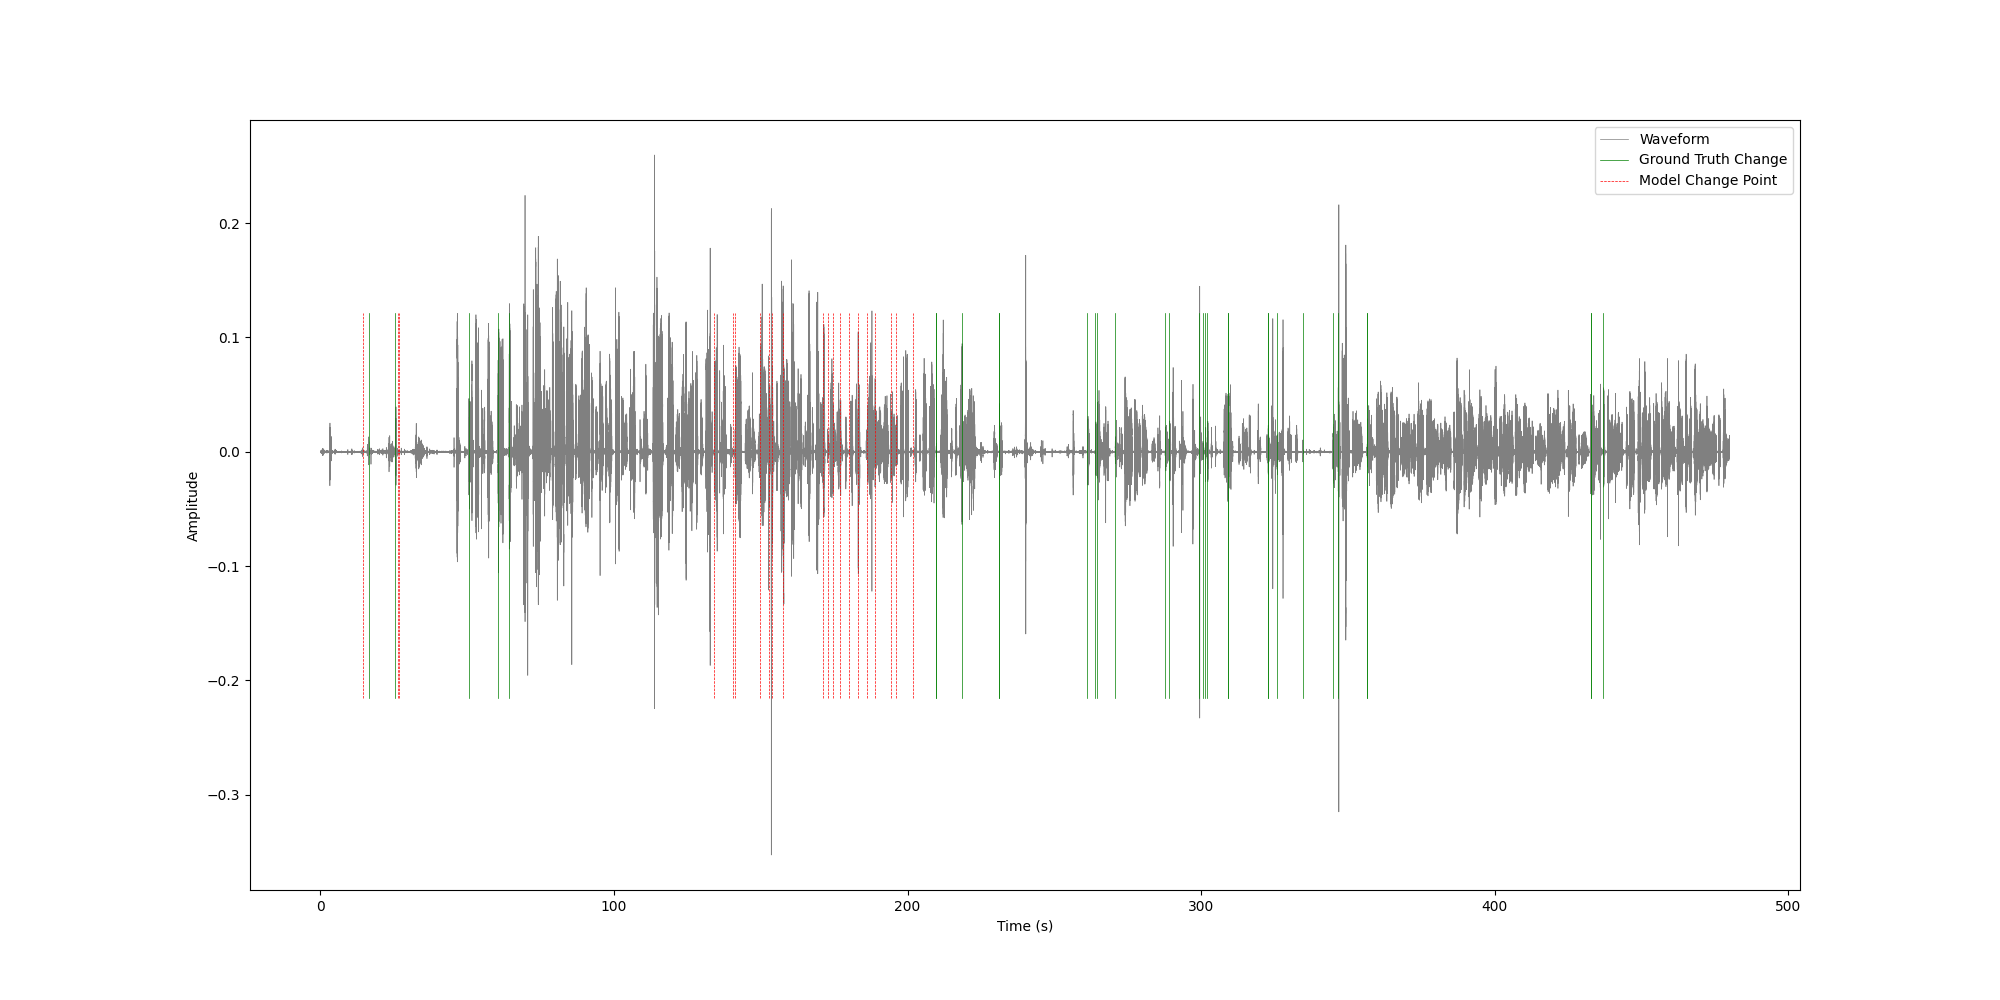 Waveform
Ground Truth Change
Model Change Point
0.2
0.1
0.0
−0.1
−0.2
−0.3
Amplitude
0 100 200 300 400 500
Time (s)